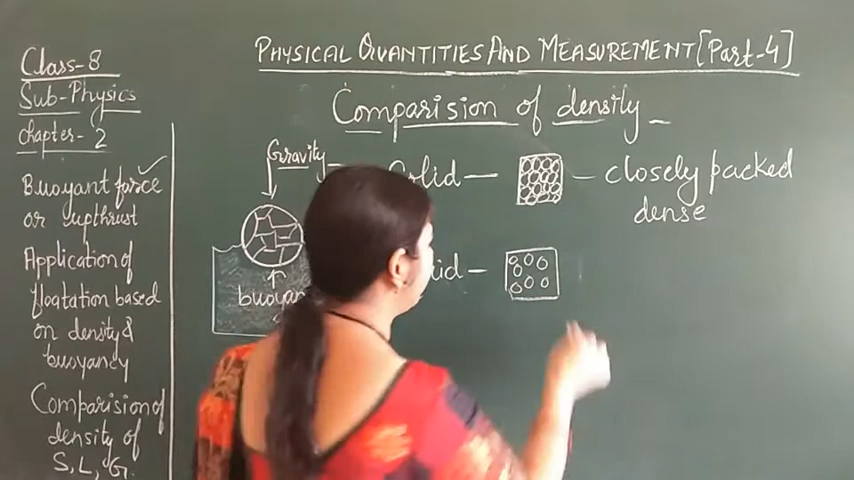 PHYSICAL QUANTITIES AND MEASUREMENT [Part-4]
Comparision of density
Class-8
Sub-Physics
chapter-2
Buoyant force
or upthrust
Application of
floatation based
on density &
buoyancy
Comparision of
density of
S, L, G.
Gravity
buoyan
Solid - - closely packed
dense
id -